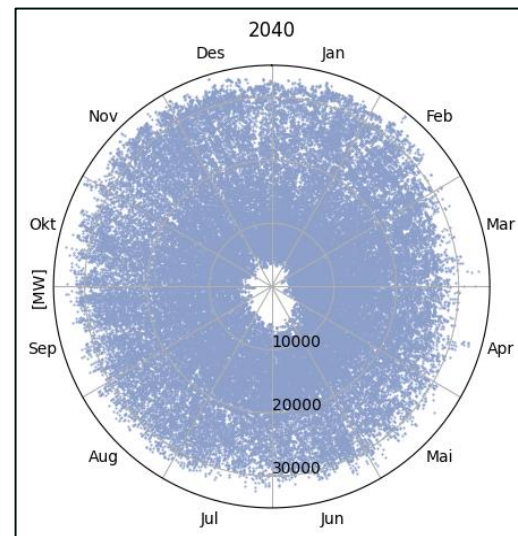 2040
Des
Jan
Nov
Feb
Okt
Mar
[MW]
Sep
Apr
10000
20000
30000
Aug
Mai
Jul
Jun